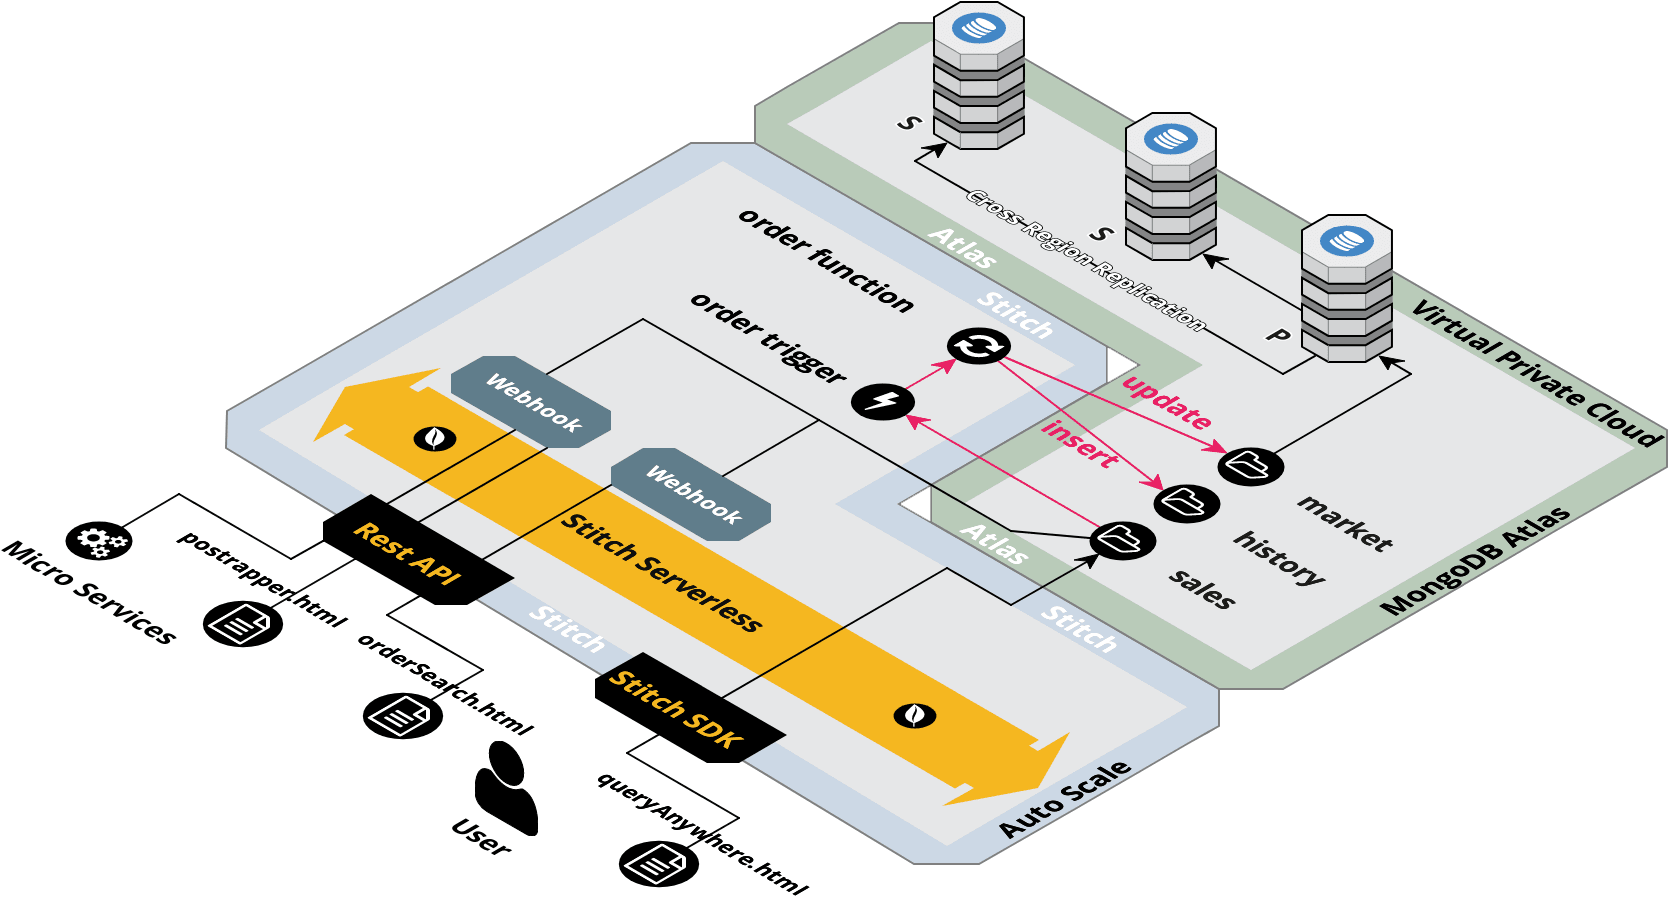 S
S
P
Cross-Region-Replication
Atlas
Stitch
order function
order trigger
Virtual Private Cloud
update
insert
Webhook
Webhook
market
history
sales
MongoDB Atlas
Atlas
Rest API
Stitch Serverless
Micro Services
postrapper.html
orderSearch.html
Stitch
Stitch
Stitch SDK
Auto Scale
User
queryAnywhere.html